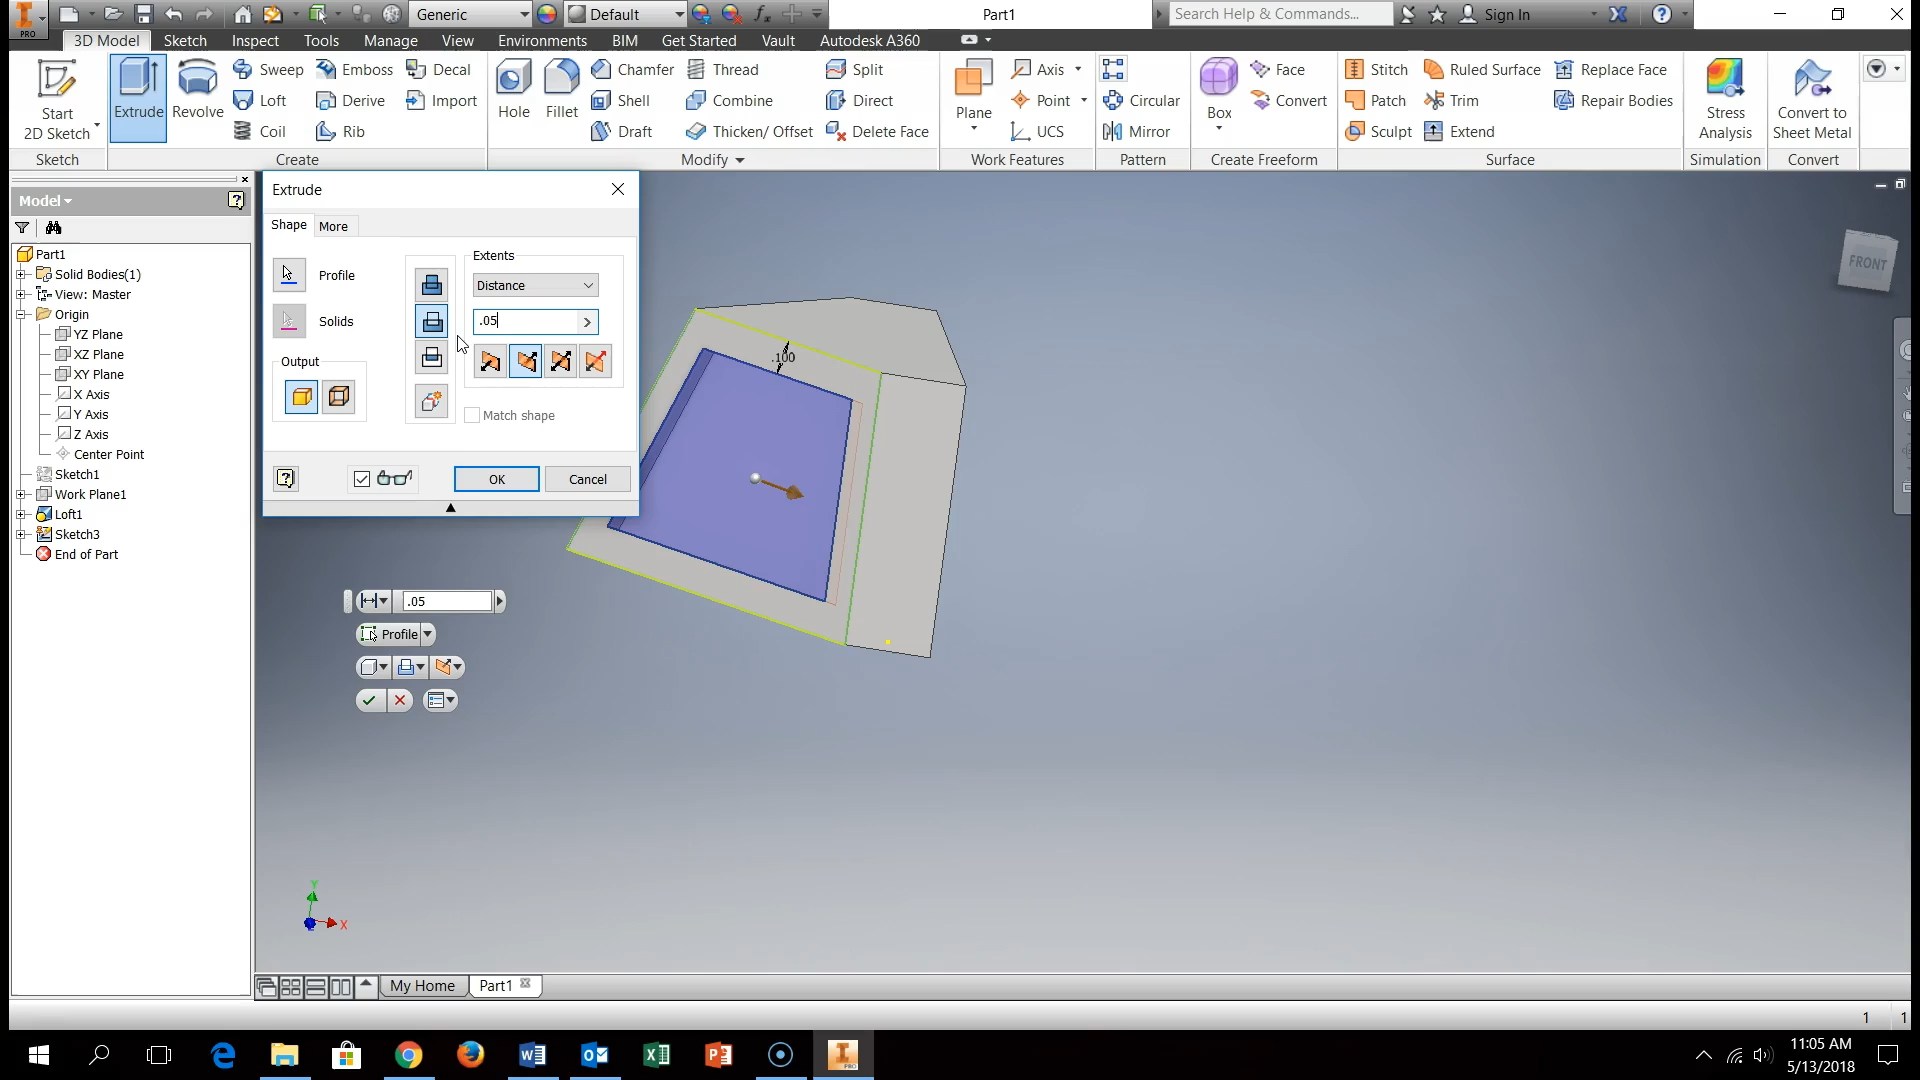 PRO
Generic
Default
fx
Part1
Search Help & Commands...
Sign In
3D Model
Sketch
Inspect
Tools
Manage
View
Environments
BIM
Get Started
Vault
Autodesk A360
Start
2D Sketch
Extrude
Revolve
Sweep
Loft
Coil
Emboss
Derive
Rib
Decal
Import
Hole
Fillet
Chamfer
Shell
Draft
Thread
Combine
Thicken/ Offset
Split
Direct
Delete Face
Plane
Axis
Point
UCS
Circular
Mirror
Box
Face
Convert
Stitch
Patch
Sculpt
Ruled Surface
Trim
Extend
Replace Face
Repair Bodies
Stress
Analysis
Convert to
Sheet Metal
Sketch
Create
Modify
Work Features
Pattern
Create Freeform
Surface
Simulation
Convert
Model
Part1
Solid Bodies(1)
View: Master
Origin
YZ Plane
XZ Plane
XY Plane
X Axis
Y Axis
Z Axis
Center Point
Sketch1
Work Plane1
Loft1
Sketch3
End of Part
Extrude
Shape
More
Profile
Solids
Output
Extents
Distance
.05
Match shape
OK
Cancel
.100
FRONT
.05
Profile
Y
X
My Home
Part1
1
1
11:05 AM
5/13/2018
PRO